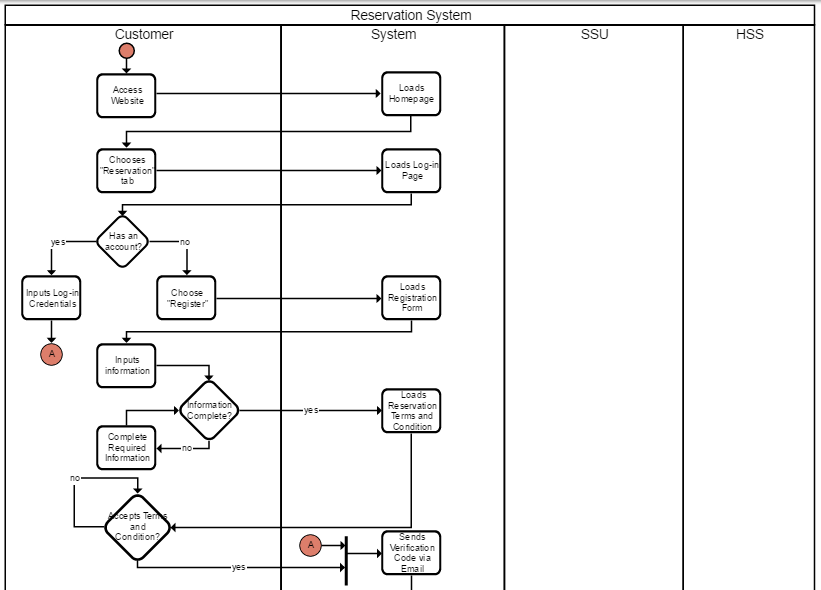 Reservation System
Customer
System
SSU
HSS
Access
Website
Loads
Homepage
Chooses
"Reservation"
tab
Loads Log-in
Page
Has an
account?
yes
no
Inputs Log-in
Credentials
Choose
"Register"
Loads
Registration
Form
A
Inputs
information
Information
Complete?
yes
Loads
Reservation
Terms and
Condition
Complete
Required
Information
no
no
Accepts Terms
and
Condition?
A
Sends
Verification
Code via
Email
yes